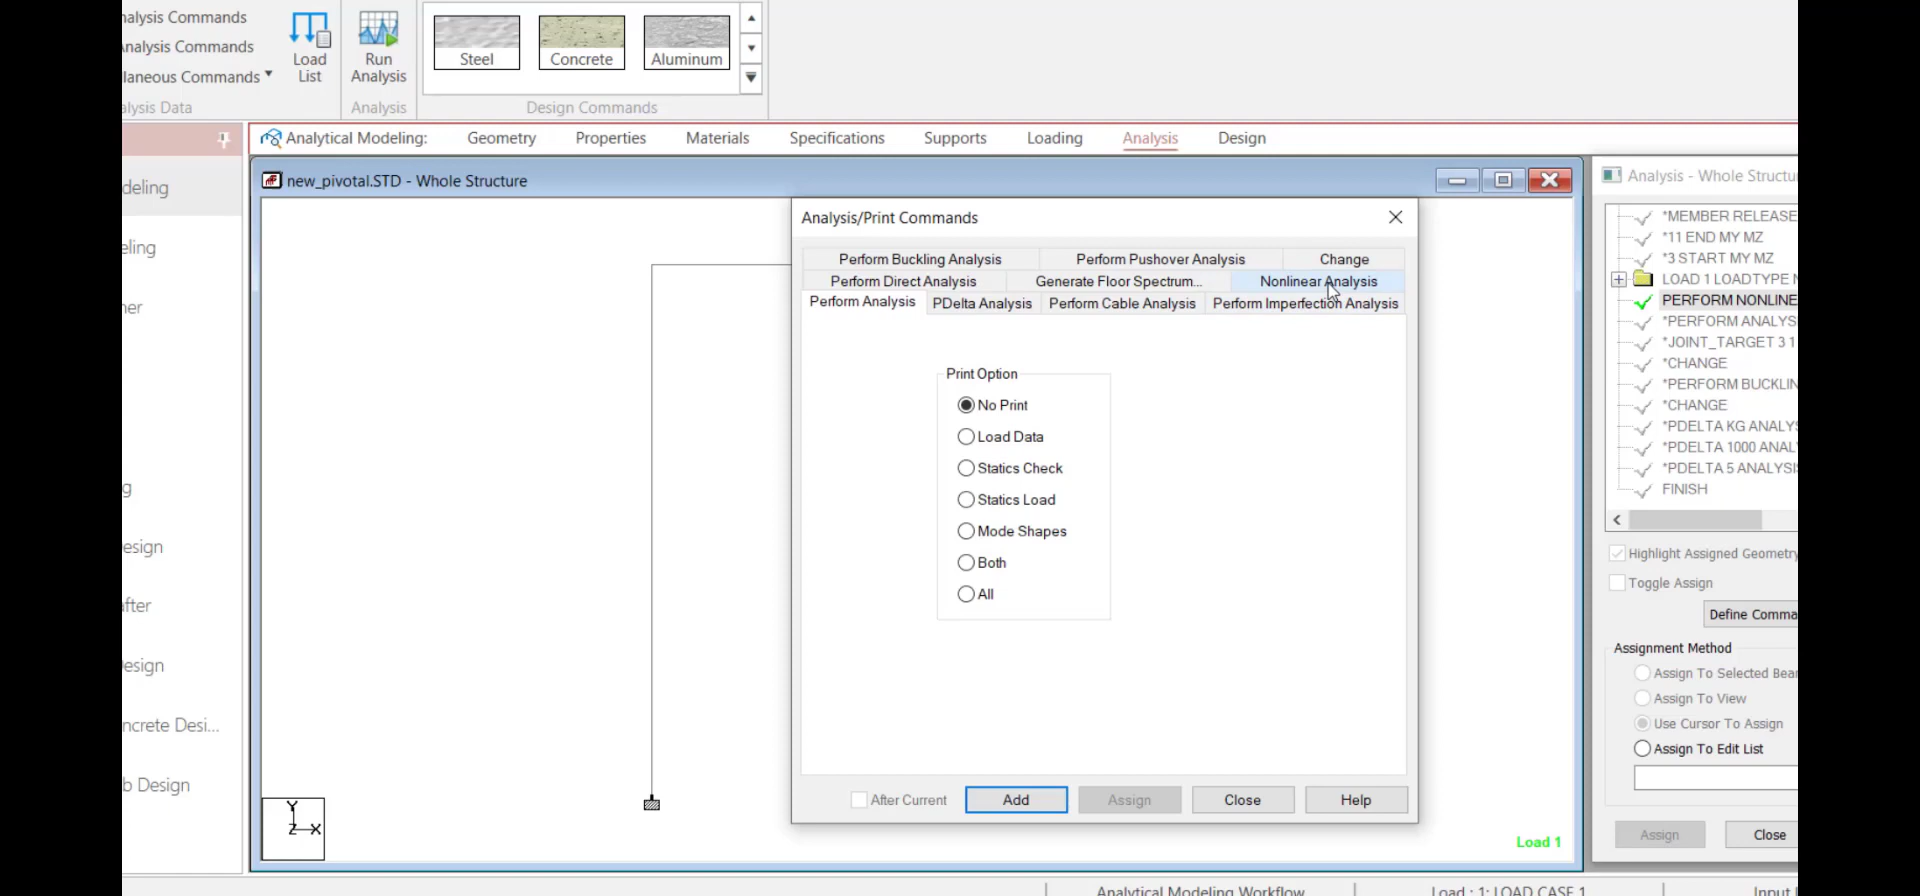 nalysis Commands
Analysis Commands
llaneous Commands
alysis Data
Load
List
Run
Analysis
Analysis
Steel
Concrete
Aluminum
Design Commands
Analytical Modeling:
Geometry
Properties
Materials
Specifications
Supports
Loading
Analysis
Design
deling
eling
ner
g
esign
after
Design
ncrete Desi...
b Design
new_pivotal.STD - Whole Structure
Y
Z X
Load 1
Analysis/Print Commands
Perform Buckling Analysis
Perform Pushover Analysis
Change
Perform Direct Analysis
Generate Floor Spectrum...
Nonlinear Analysis
Perform Analysis
PDelta Analysis
Perform Cable Analysis
Perform Imperfection Analysis
Print Option
No Print
Load Data
Statics Check
Statics Load
Mode Shapes
Both
All
After Current
Add
Assign
Close
Help
Analysis - Whole Structu
*MEMBER RELEASE
*11 END MY MZ
*3 START MY MZ
LOAD 1 LOADTYPE N
PERFORM NONLINE
*PERFORM ANALYS
*JOINT_TARGET 3 1
*CHANGE
*PERFORM BUCKLIN
*CHANGE
*PDELTA KG ANALYS
*PDELTA 1000 ANAL
*PDELTA 5 ANALYSI
FINISH
Highlight Assigned Geometry
Toggle Assign
Define Comma
Assignment Method
Assign To Selected Bea
Assign To View
Use Cursor To Assign
Assign To Edit List
Assign
Close
Analytical Modeling Workflow
Load : 1: LOAD CASE 1
Input